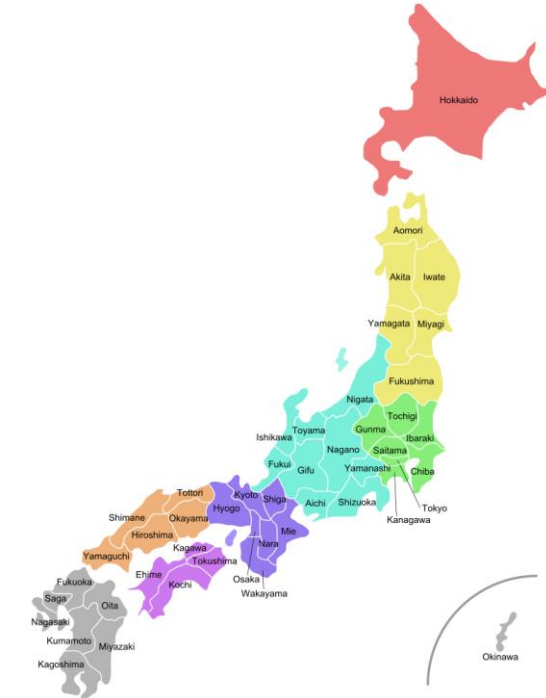 Hokkaido
Aomori
Akita
Iwate
Yamagata
Miyagi
Fukushima
Nigata
Tochigi
Gunma
Ibaraki
Toyama
Ishikawa
Nagano
Saitama
Fukui
Gifu
Yamanashi
Chiba
Tottori
Kyoto
Shiga
Aichi
Shizuoka
Tokyo
Hyogo
Kanagawa
Shimane
Okayama
Mie
Hiroshima
Nara
Kagawa
Yamaguchi
Tokushima
Ehime
Osaka
Fukuoka
Kochi
Wakayama
Saga
Oita
Nagasaki
Kumamoto
Miyazaki
Okinawa
Kagoshima